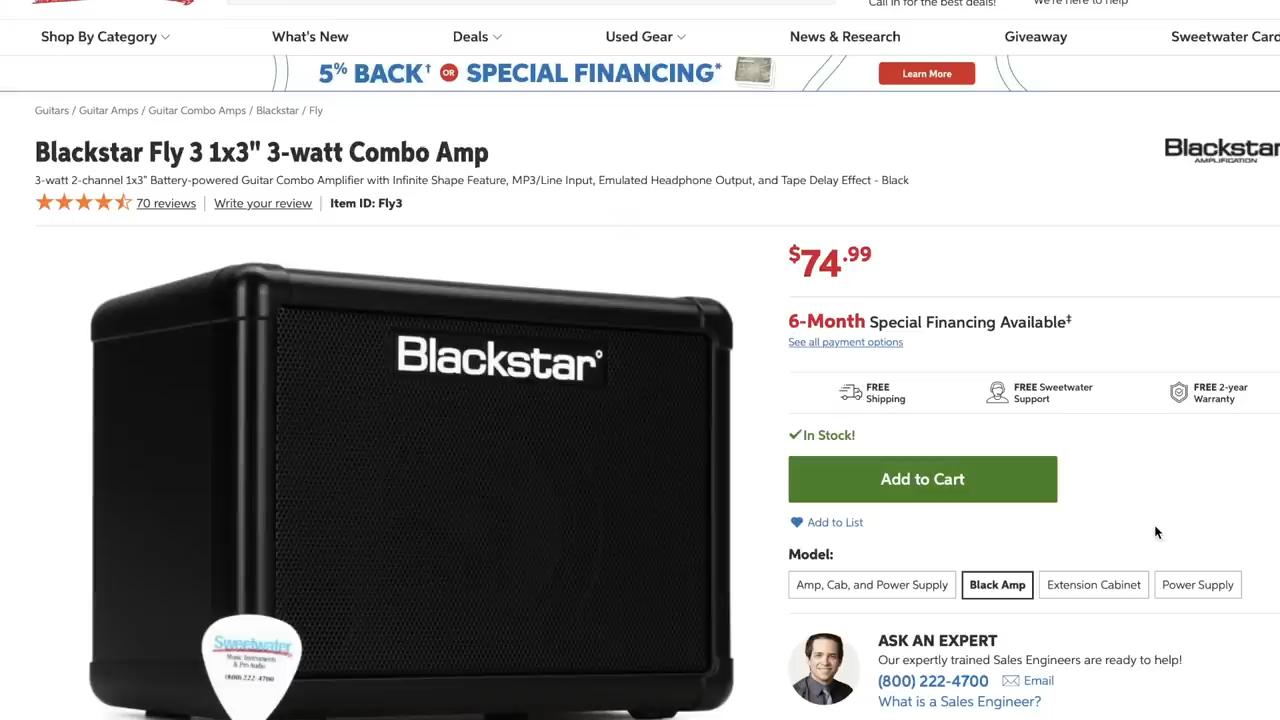 Call in for the best deals!
We're here to help
Shop By Category
What's New
Deals
Used Gear
News & Research
Giveaway
Sweetwater Card
5% BACK† OR SPECIAL FINANCING*
Learn More
Guitars / Guitar Amps / Guitar Combo Amps / Blackstar / Fly
Blackstar Fly 3 1x3" 3-watt Combo Amp
3-watt 2-channel 1x3" Battery-powered Guitar Combo Amplifier with Infinite Shape Feature, MP3/Line Input, Emulated Headphone Output, and Tape Delay Effect - Black
70 reviews | Write your review | Item ID: Fly3
Blackstar
AMPLIFICATION
Blackstar
Sweetwater
Music Instruments
& Pro Audio
(800) 222-4700
$74.99
6-Month Special Financing Available‡
See all payment options
FREE
Shipping
FREE Sweetwater
Support
FREE 2-year
Warranty
In Stock!
Add to Cart
Add to List
Model:
Amp, Cab, and Power Supply
Black Amp
Extension Cabinet
Power Supply
ASK AN EXPERT
Our expertly trained Sales Engineers are ready to help!
(800) 222-4700
Email
What is a Sales Engineer?